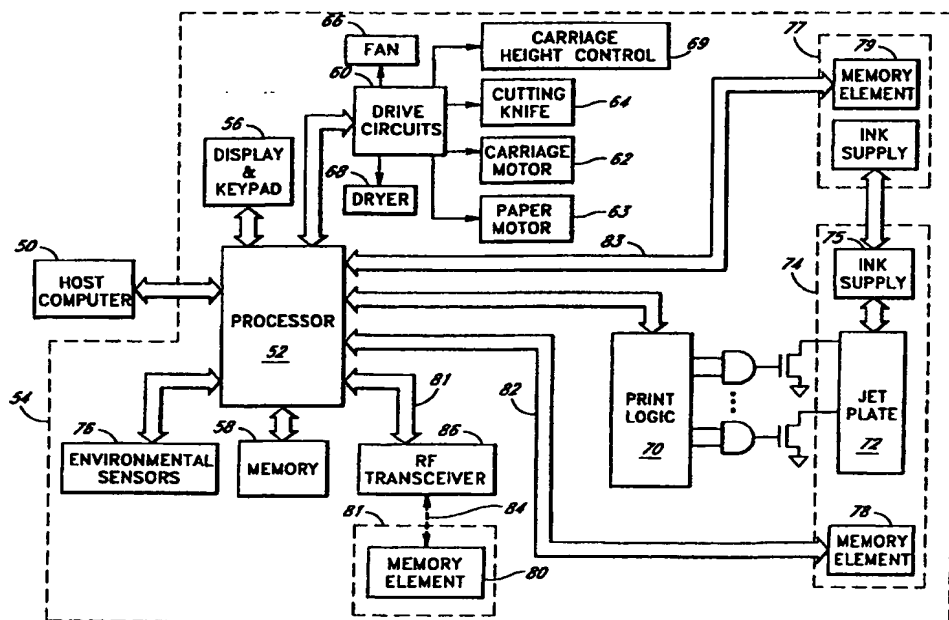 66
FAN
60
CARRIAGE
HEIGHT CONTROL
69
77
79
MEMORY
ELEMENT
INK
SUPPLY
DRIVE
CIRCUITS
CUTTING
KNIFE
64
56
DISPLAY
&
KEYPAD
CARRIAGE
MOTOR
62
68
DRYER
PAPER
MOTOR
63
83
50
HOST
COMPUTER
PROCESSOR
52
74
75
INK
SUPPLY
PRINT
LOGIC
70
JET
PLATE
72
54
76
ENVIRONMENTAL
SENSORS
58
MEMORY
81
86
RF
TRANSCEIVER
82
84
81
MEMORY
ELEMENT
80
78
MEMORY
ELEMENT